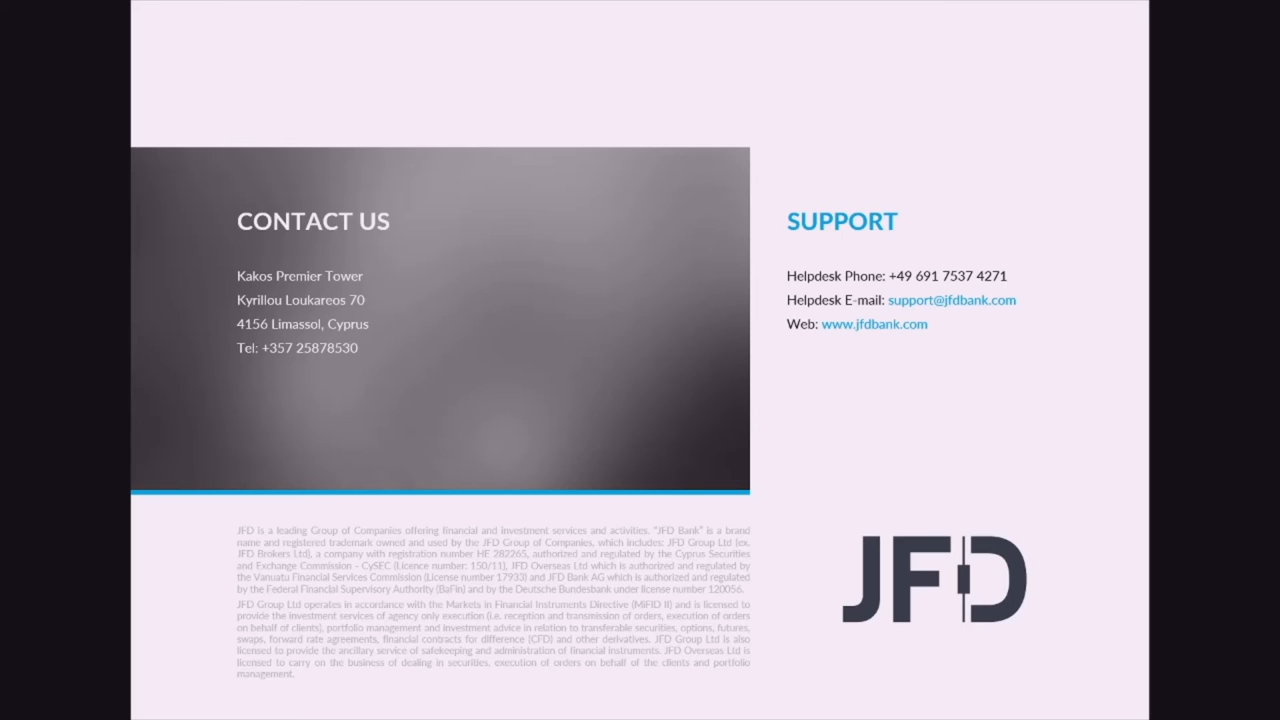 CONTACT US
Kakos Premier Tower
Kyrillou Loukareos 70
4156 Limassol, Cyprus
Tel: +357 25878530
SUPPORT
Helpdesk Phone: +49 691 7537 4271
Helpdesk E-mail: support@jfdbank.com
Web: www.jfdbank.com
JFD is a leading Group of Companies offering financial and investment services and activities. “JFD Bank” is a brand
name and registered trademark owned and used by the JFD Group of Companies, which includes: JFD Group Ltd (ex.
JFD Brokers Ltd), a company with registration number HE 282265, authorized and regulated by the Cyprus Securities
and Exchange Commission - CySEC (Licence number: 150/11), JFD Overseas Ltd which is authorized and regulated by
the Vanuatu Financial Services Commission (License number 17933) and JFD Bank AG which is authorized and regulated
by the Federal Financial Supervisory Authority (BaFin) and by the Deutsche Bundesbank under license number 120056.
JFD Group Ltd operates in accordance with the Markets in Financial Instruments Directive (MiFID II) and is licensed to
provide the investment services of agency only execution (i.e. reception and transmission of orders, execution of orders
on behalf of clients), portfolio management and investment advice in relation to transferable securities, options, futures,
swaps, forward rate agreements, financial contracts for difference (CFD) and other derivatives. JFD Group Ltd is also
licensed to provide the ancillary service of safekeeping and administration of financial instruments. JFD Overseas Ltd is
licensed to carry on the business of dealing in securities, execution of orders on behalf of the clients and portfolio
management.
JFD